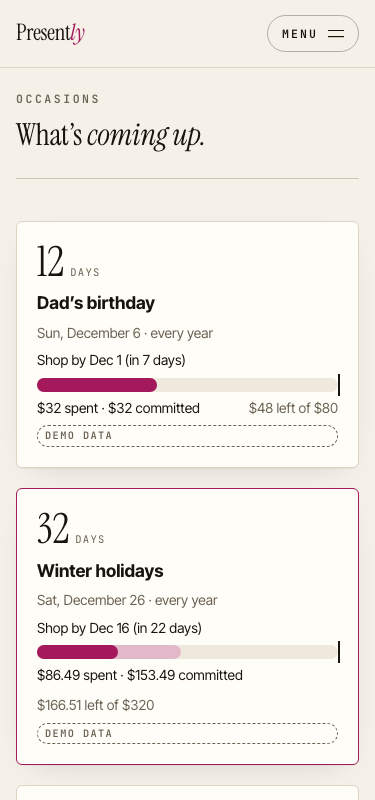 Presently
MENU
OCCASIONS
What's coming up.
12 DAYS
Dad's birthday
Sun, December 6 · every year
Shop by Dec 1 (in 7 days)
$32 spent · $32 committed $48 left of $80
DEMO DATA
32 DAYS
Winter holidays
Sat, December 26 · every year
Shop by Dec 16 (in 22 days)
$86.49 spent · $153.49 committed
$166.51 left of $320
DEMO DATA